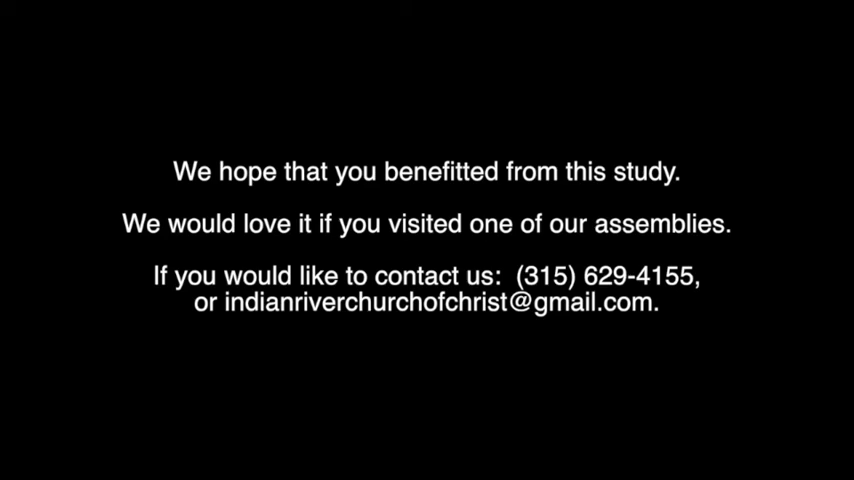 We hope that you benefitted from this study.
We would love it if you visited one of our assemblies.
If you would like to contact us:  (315) 629-4155,
or indianriverchurchofchrist@gmail.com.